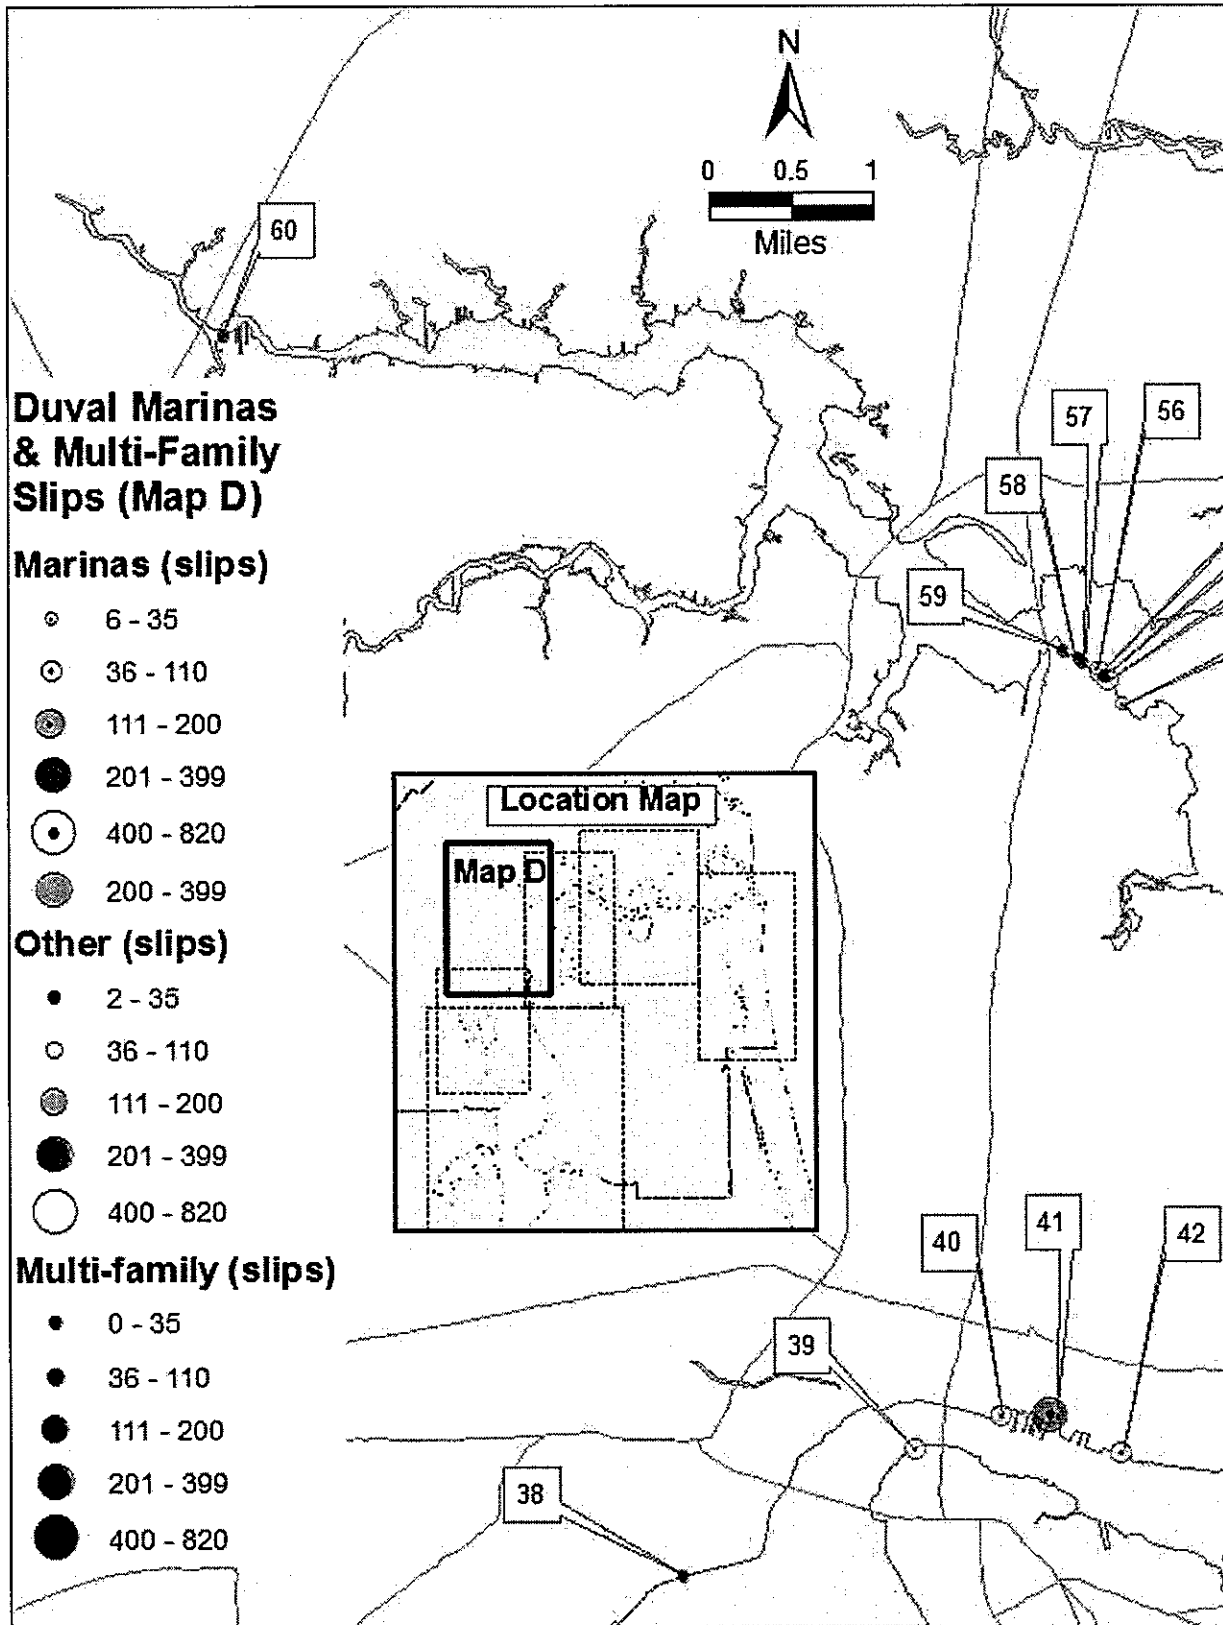 N
0 0.5 1
Miles
60
Duval Marinas
& Multi-Family
Slips (Map D)
Marinas (slips)
6 - 35
36 - 110
111 - 200
201 - 399
400 - 820
200 - 399
Other (slips)
2 - 35
36 - 110
111 - 200
201 - 399
400 - 820
Multi-family (slips)
0 - 35
36 - 110
111 - 200
201 - 399
400 - 820
56
57
58
59
Location Map
Map D
40
41
42
39
38